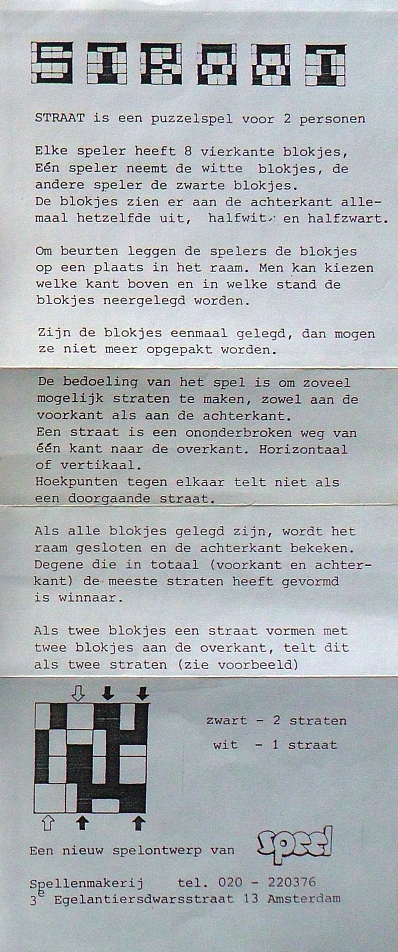 STRAAT
STRAAT is een puzzelspel voor 2 personen
Elke speler heeft 8 vierkante blokjes,
Eén speler neemt de witte blokjes, de
andere speler de zwarte blokjes.
De blokjes zien er aan de achterkant alle-
maal hetzelfde uit, halfwit en halfzwart.
Om beurten leggen de spelers de blokjes
op een plaats in het raam. Men kan kiezen
welke kant boven en in welke stand de
blokjes neergelegd worden.
Zijn de blokjes eenmaal gelegd, dan mogen
ze niet meer opgepakt worden.
De bedoeling van het spel is om zoveel
mogelijk straten te maken, zowel aan de
voorkant als aan de achterkant.
Een straat is een ononderbroken weg van
één kant naar de overkant. Horizontaal
of vertikaal.
Hoekpunten tegen elkaar telt niet als
een doorgaande straat.
Als alle blokjes gelegd zijn, wordt het
raam gesloten en de achterkant bekeken.
Degene die in totaal (voorkant en achter-
kant) de meeste straten heeft gevormd
is winnaar.
Als twee blokjes een straat vormen met
twee blokjes aan de overkant, telt dit
als twee straten (zie voorbeeld)
zwart - 2 straten
wit - 1 straat
Een nieuw spelontwerp van speel
Spellenmakerij tel. 020 - 220376
3e Egelantiersdwarsstraat 13 Amsterdam